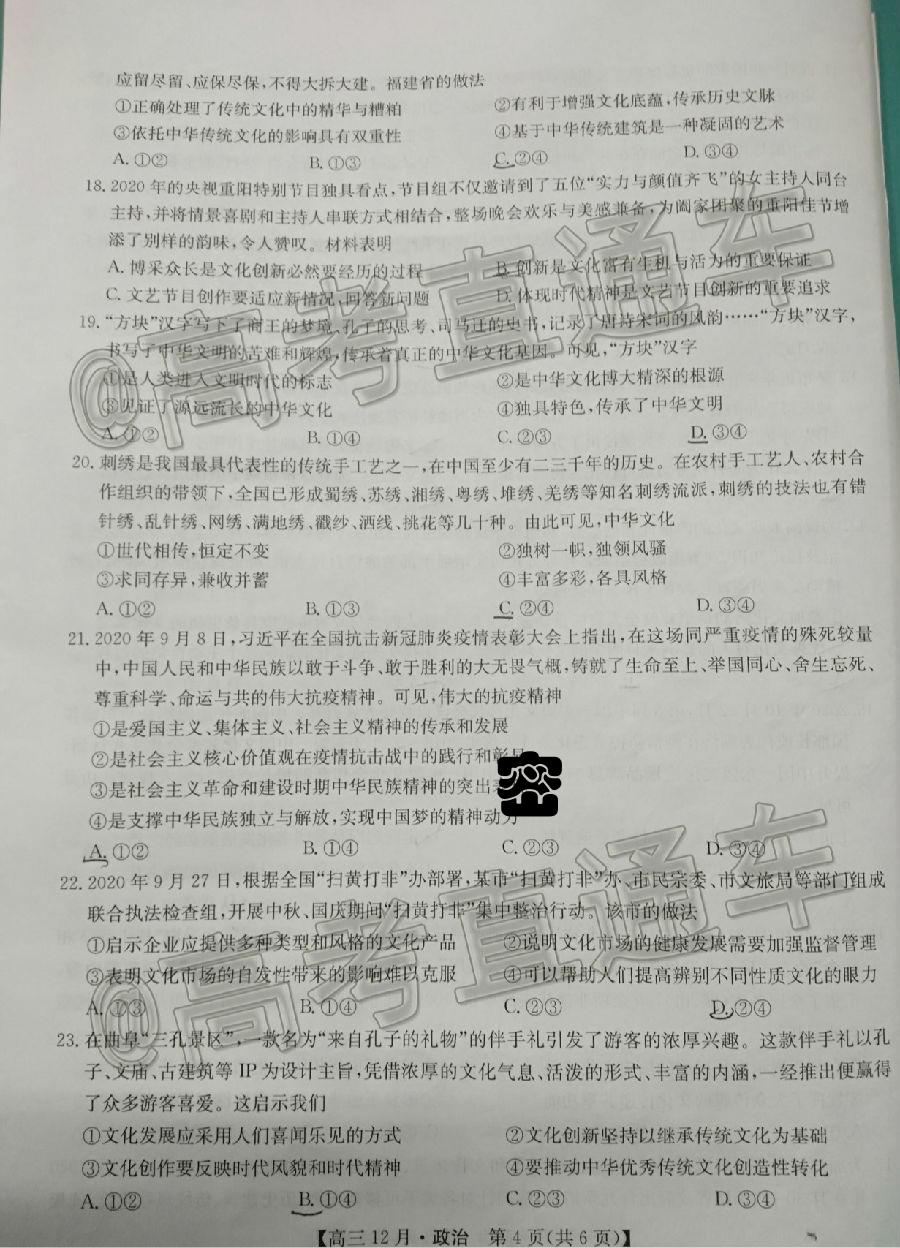 应留尽留、应保尽保，不得大拆大建。福建省的做法
①正确处理了传统文化中的精华与糟粕 ②有利于增强文化底蕴，传承历史文脉
③依托中华传统文化的影响具有双重性 ④基于中华传统建筑是一种凝固的艺术
A. ①② B. ①③ C. ②④ D. ③④
18. 2020 年的央视重阳特别节目独具看点，节目组不仅邀请到了五位“实力与颜值齐飞”的女主持人同台
主持，并将情景喜剧和主持人串联方式相结合，整场晚会欢乐与美感兼备，为阖家团聚的重阳佳节增
添了别样的韵味，令人赞叹。材料表明
A. 博采众长是文化创新必然要经历的过程 B. 创新是文化富有生机与活力的重要保证
C. 文艺节目创作要适应新情况，回答新问题 D. 体现时代精神是文艺节目创新的重要追求
19. “方块”汉字写下了商王的梦境、孔子的思考、司马迁的史书，记录了唐诗宋词的风韵……“方块”汉字，
书写了中华文明的苦难和辉煌，传承着真正的中华文化基因。可见，“方块”汉字
①是人类进入文明时代的标志 ②是中华文化博大精深的根源
③见证了源远流长的中华文化 ④独具特色，传承了中华文明
A. ①② B. ①④ C. ②③ D. ③④
20. 刺绣是我国最具代表性的传统手工艺之一，在中国至少有二三千年的历史。在农村手工艺人、农村合
作组织的带领下，全国已形成蜀绣、苏绣、湘绣、粤绣、堆绣、羌绣等知名刺绣流派，刺绣的技法也有错
针绣、乱针绣、网绣、满地绣、戳纱、洒线、挑花等几十种。由此可见，中华文化
①世代相传，恒定不变 ②独树一帜，独领风骚
③求同存异，兼收并蓄 ④丰富多彩，各具风格
A. ①② B. ①③ C. ②④ D. ③④
21. 2020 年 9 月 8 日，习近平在全国抗击新冠肺炎疫情表彰大会上指出，在这场同严重疫情的殊死较量
中，中国人民和中华民族以敢于斗争、敢于胜利的大无畏气概，铸就了生命至上、举国同心、舍生忘死、
尊重科学、命运与共的伟大抗疫精神。可见，伟大的抗疫精神
①是爱国主义、集体主义、社会主义精神的传承和发展
②是社会主义核心价值观在疫情抗击战中的践行和彰显
③是社会主义革命和建设时期中华民族精神的突出
④是支撑中华民族独立与解放，实现中国梦的精神动力
A. ①② B. ①④ C. ②③ D. ③④
22. 2020 年 9 月 27 日，根据全国“扫黄打非”办部署，某市“扫黄打非”办、市民宗委、市文旅局等部门组成
联合执法检查组，开展中秋、国庆期间“扫黄打非”集中整治行动。该市的做法
①启示企业应提供多种类型和风格的文化产品 ②说明文化市场的健康发展需要加强监督管理
③表明文化市场的自发性带来的影响难以克服 ④可以帮助人们提高辨别不同性质文化的眼力
A. ①③ B. ①④ C. ②③ D. ②④
23. 在曲阜“三孔景区”，一款名为“来自孔子的礼物”的伴手礼引发了游客的浓厚兴趣。这款伴手礼以孔
子、文庙、古建筑等 IP 为设计主旨，凭借浓厚的文化气息、活泼的形式、丰富的内涵，一经推出便赢得
了众多游客喜爱。这启示我们
①文化发展应采用人们喜闻乐见的方式 ②文化创新坚持以继承传统文化为基础
③文化创作要反映时代风貌和时代精神 ④要推动中华优秀传统文化创造性转化
A. ①② B. ①④ C. ②③ D. ③④
【高三 12 月·政治 第 4 页(共 6 页)】
@高考直通车
@高考直通车